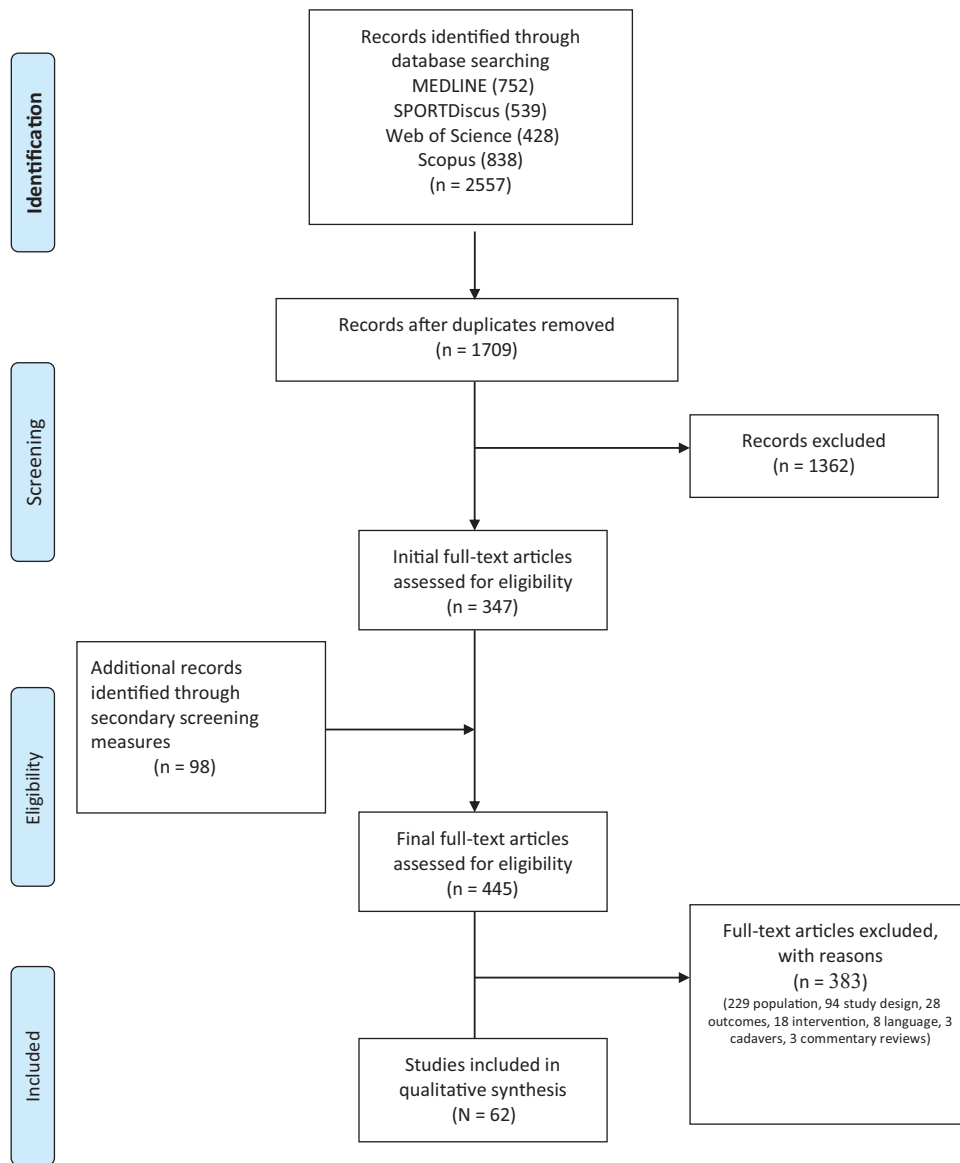 Identification
Records identified through
database searching
MEDLINE (752)
SPORTDiscus (539)
Web of Science (428)
Scopus (838)
(n = 2557)
Records after duplicates removed
(n = 1709)
Screening
Records excluded
(n = 1362)
Initial full-text articles
assessed for eligibility
(n = 347)
Additional records
identified through
secondary screening
measures
(n = 98)
Eligibility
Final full-text articles
assessed for eligibility
(n = 445)
Full-text articles excluded,
with reasons
(n = 383)
(229 population, 94 study design, 28
outcomes, 18 intervention, 8 language, 3
cadavers, 3 commentary reviews)
Included
Studies included in
qualitative synthesis
(N = 62)